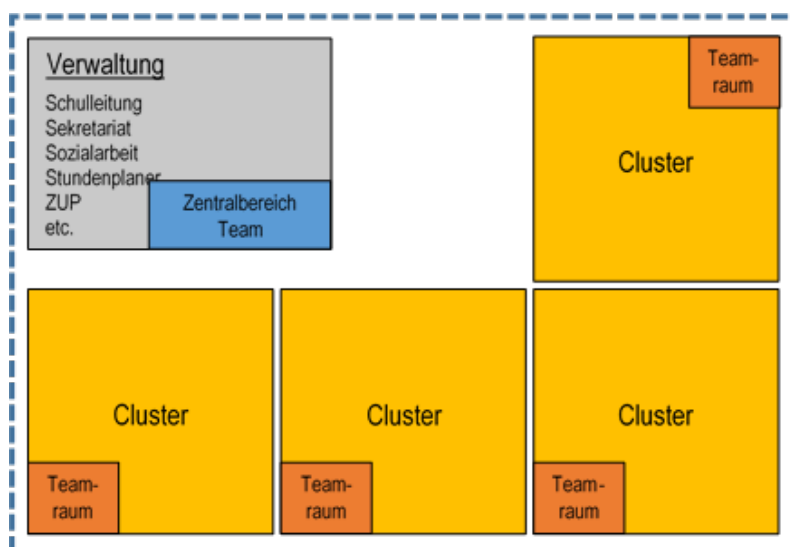 Verwaltung
Schulleitung
Sekretariat
Sozialarbeit
Stundenplaner
ZUP
etc.
Zentralbereich
Team
Team-
raum
Cluster
Cluster
Team-
raum
Cluster
Team-
raum
Cluster
Team-
raum